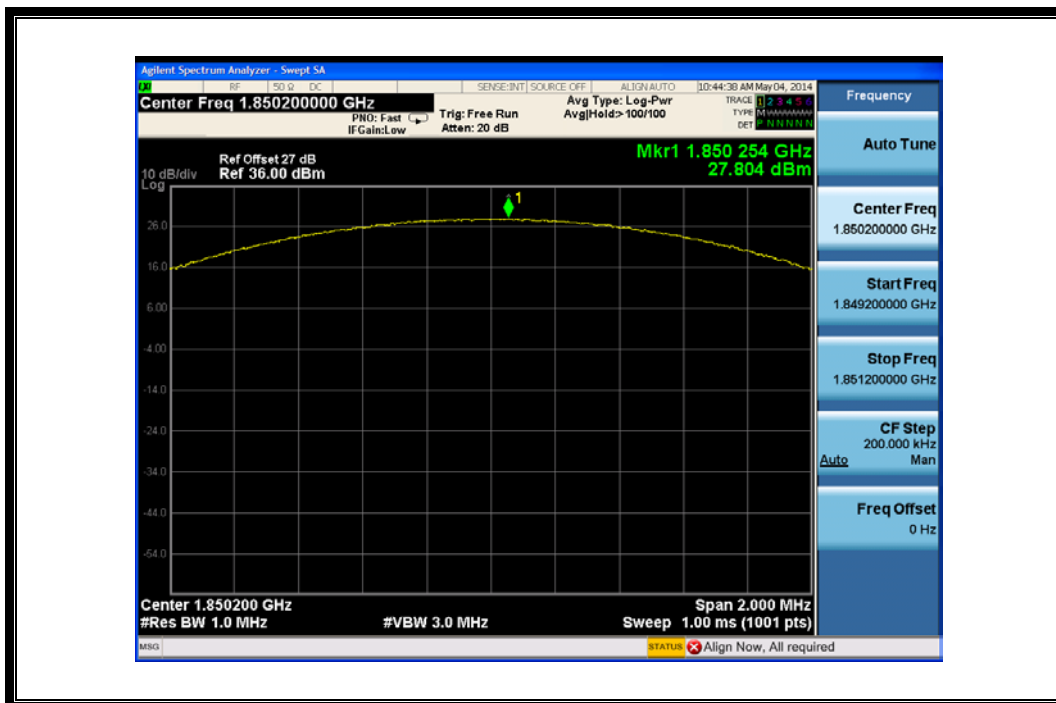 Agilent Spectrum Analyzer - Swept SA
RF 50 Ω DC SENSE:INT SOURCE OFF ALIGN AUTO 10:44:38 AM May 04, 2014
Center Freq 1.850200000 GHz
PNO: Fast
IFGain:Low
Trig: Free Run
Atten: 20 dB
Avg Type: Log-Pwr
Avg|Hold:>100/100
TRACE 1 2 3 4 5 6
TYPE M
DET P N N N N N
Ref Offset 27 dB
Ref 36.00 dBm
10 dB/div
Log
Mkr1 1.850 254 GHz
27.804 dBm
1
26.0
16.0
6.00
-4.00
-14.0
-24.0
-34.0
-44.0
-54.0
Center 1.850200 GHz
Span 2.000 MHz
#Res BW 1.0 MHz
#VBW 3.0 MHz
Sweep 1.00 ms (1001 pts)
MSG
STATUS Align Now, All required
Frequency
Auto Tune
Center Freq
1.850200000 GHz
Start Freq
1.849200000 GHz
Stop Freq
1.851200000 GHz
CF Step
200.000 kHz
Auto Man
Freq Offset
0 Hz